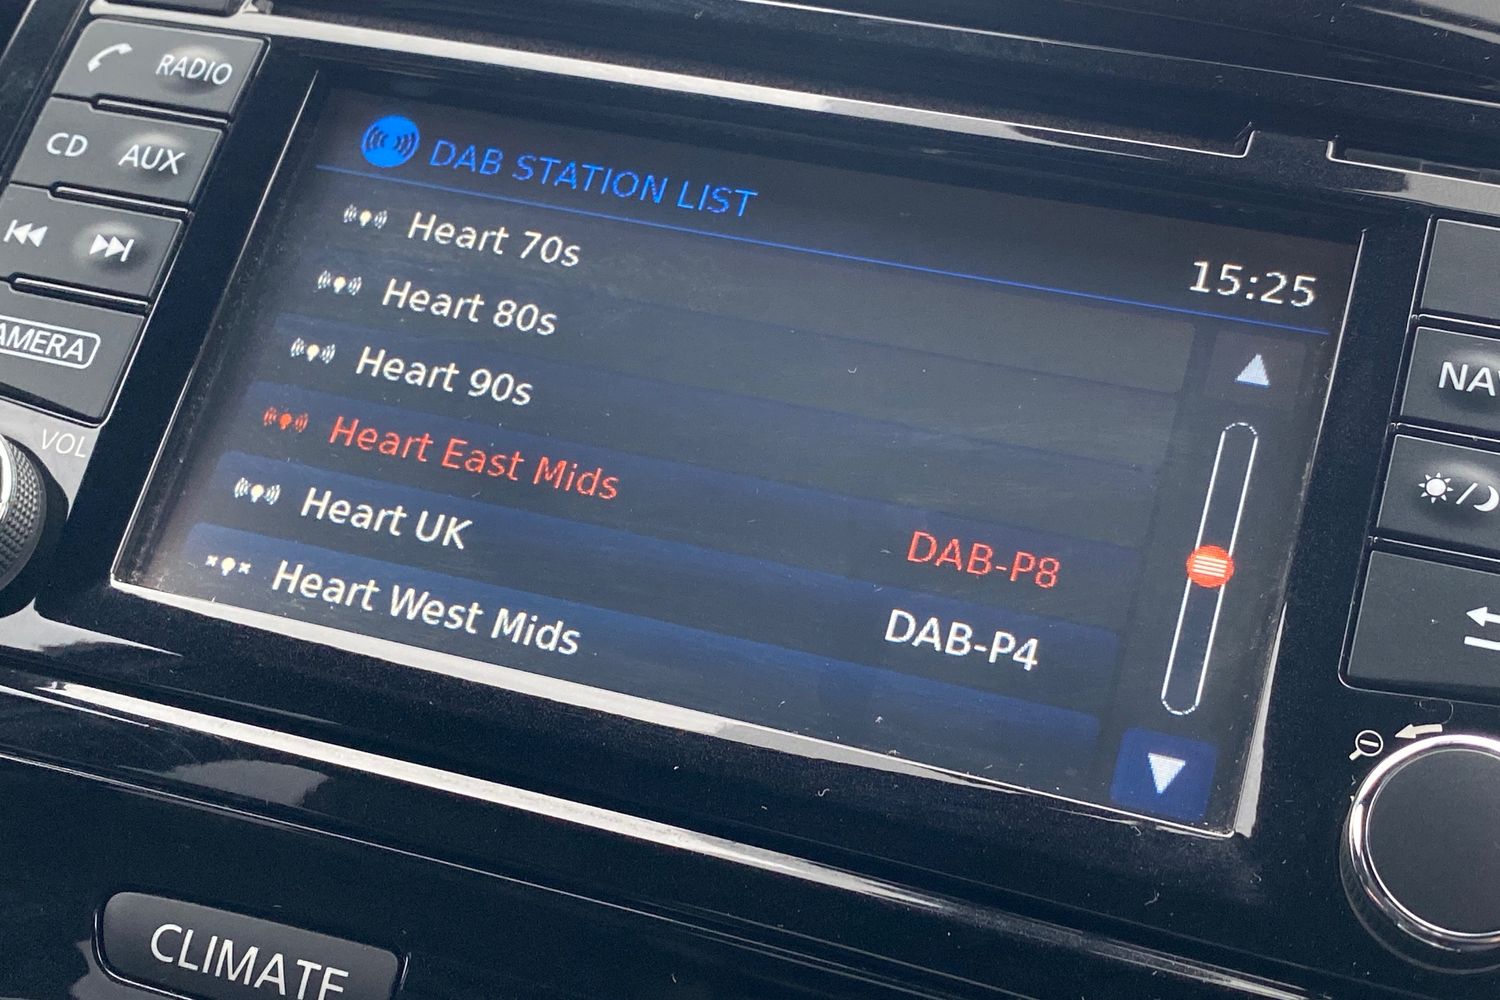 RADIO
CD AUX
AMERA
VOL
DAB STATION LIST
15:25
Heart 70s
Heart 80s
Heart 90s
Heart East Mids DAB-P8
Heart UK DAB-P4
Heart West Mids
NAV
CLIMATE